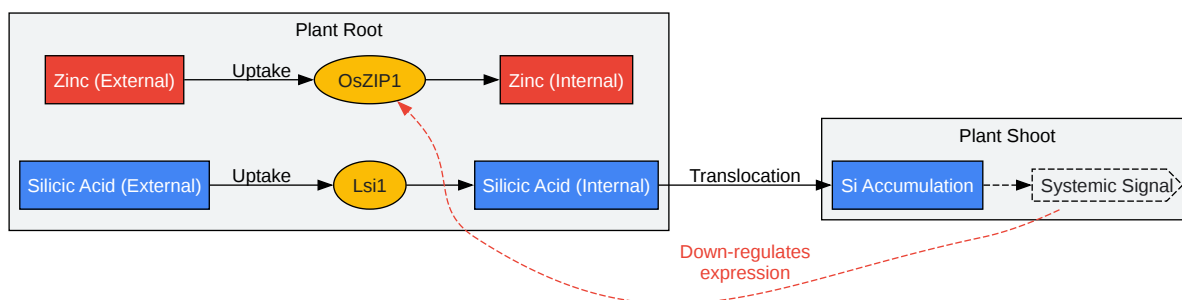 Plant Root
Zinc (External)
Uptake
OsZIP1
Zinc (Internal)
Plant Shoot
Silicic Acid (External)
Uptake
Lsi1
Silicic Acid (Internal)
Translocation
Si Accumulation
Systemic Signal
Down-regulates
expression